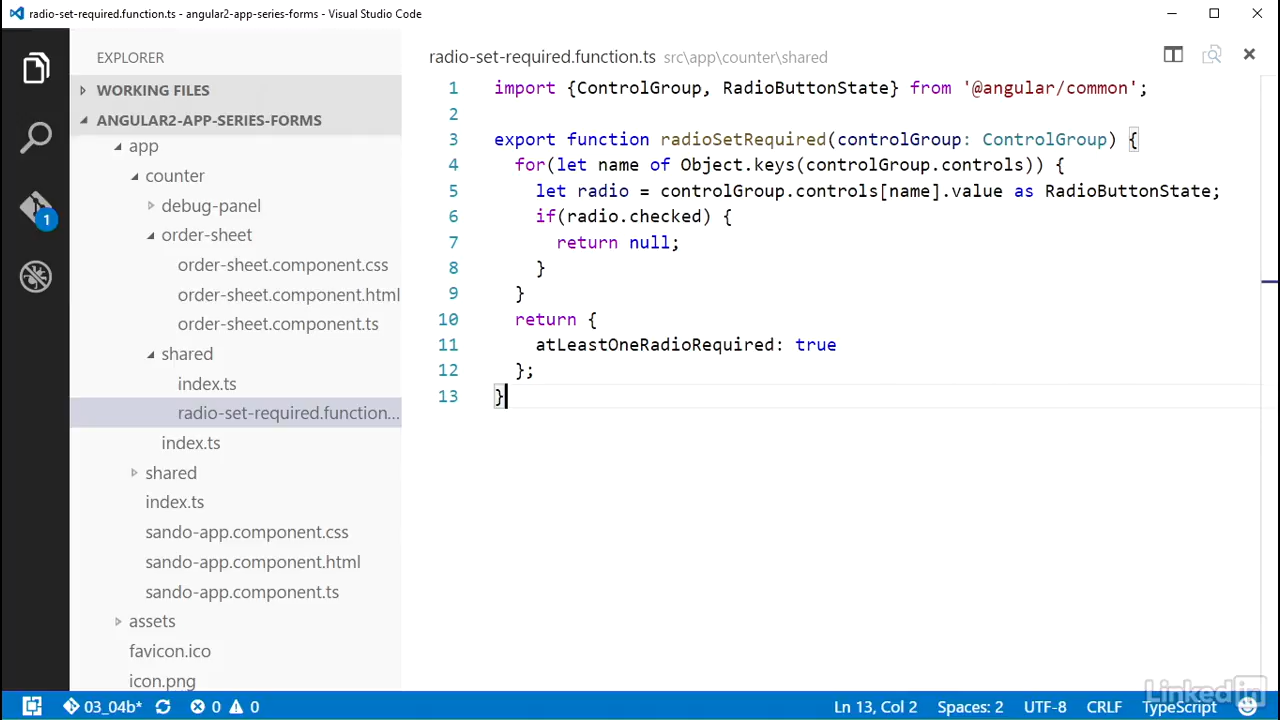 radio-set-required.function.ts - angular2-app-series-forms - Visual Studio Code
EXPLORER
WORKING FILES
ANGULAR2-APP-SERIES-FORMS
app
counter
debug-panel
order-sheet
order-sheet.component.css
order-sheet.component.html
order-sheet.component.ts
shared
index.ts
radio-set-required.function...
index.ts
shared
index.ts
sando-app.component.css
sando-app.component.html
sando-app.component.ts
assets
favicon.ico
icon.png
1
radio-set-required.function.ts src\app\counter\shared
1 import {ControlGroup, RadioButtonState} from '@angular/common';
2
3 export function radioSetRequired(controlGroup: ControlGroup) {
4 for(let name of Object.keys(controlGroup.controls)) {
5 let radio = controlGroup.controls[name].value as RadioButtonState;
6 if(radio.checked) {
7 return null;
8 }
9 }
10 return {
11 atLeastOneRadioRequired: true
12 };
13 }
LinkedIn
03_04b* 0 0 Ln 13, Col 2 Spaces: 2 UTF-8 CRLF TypeScript